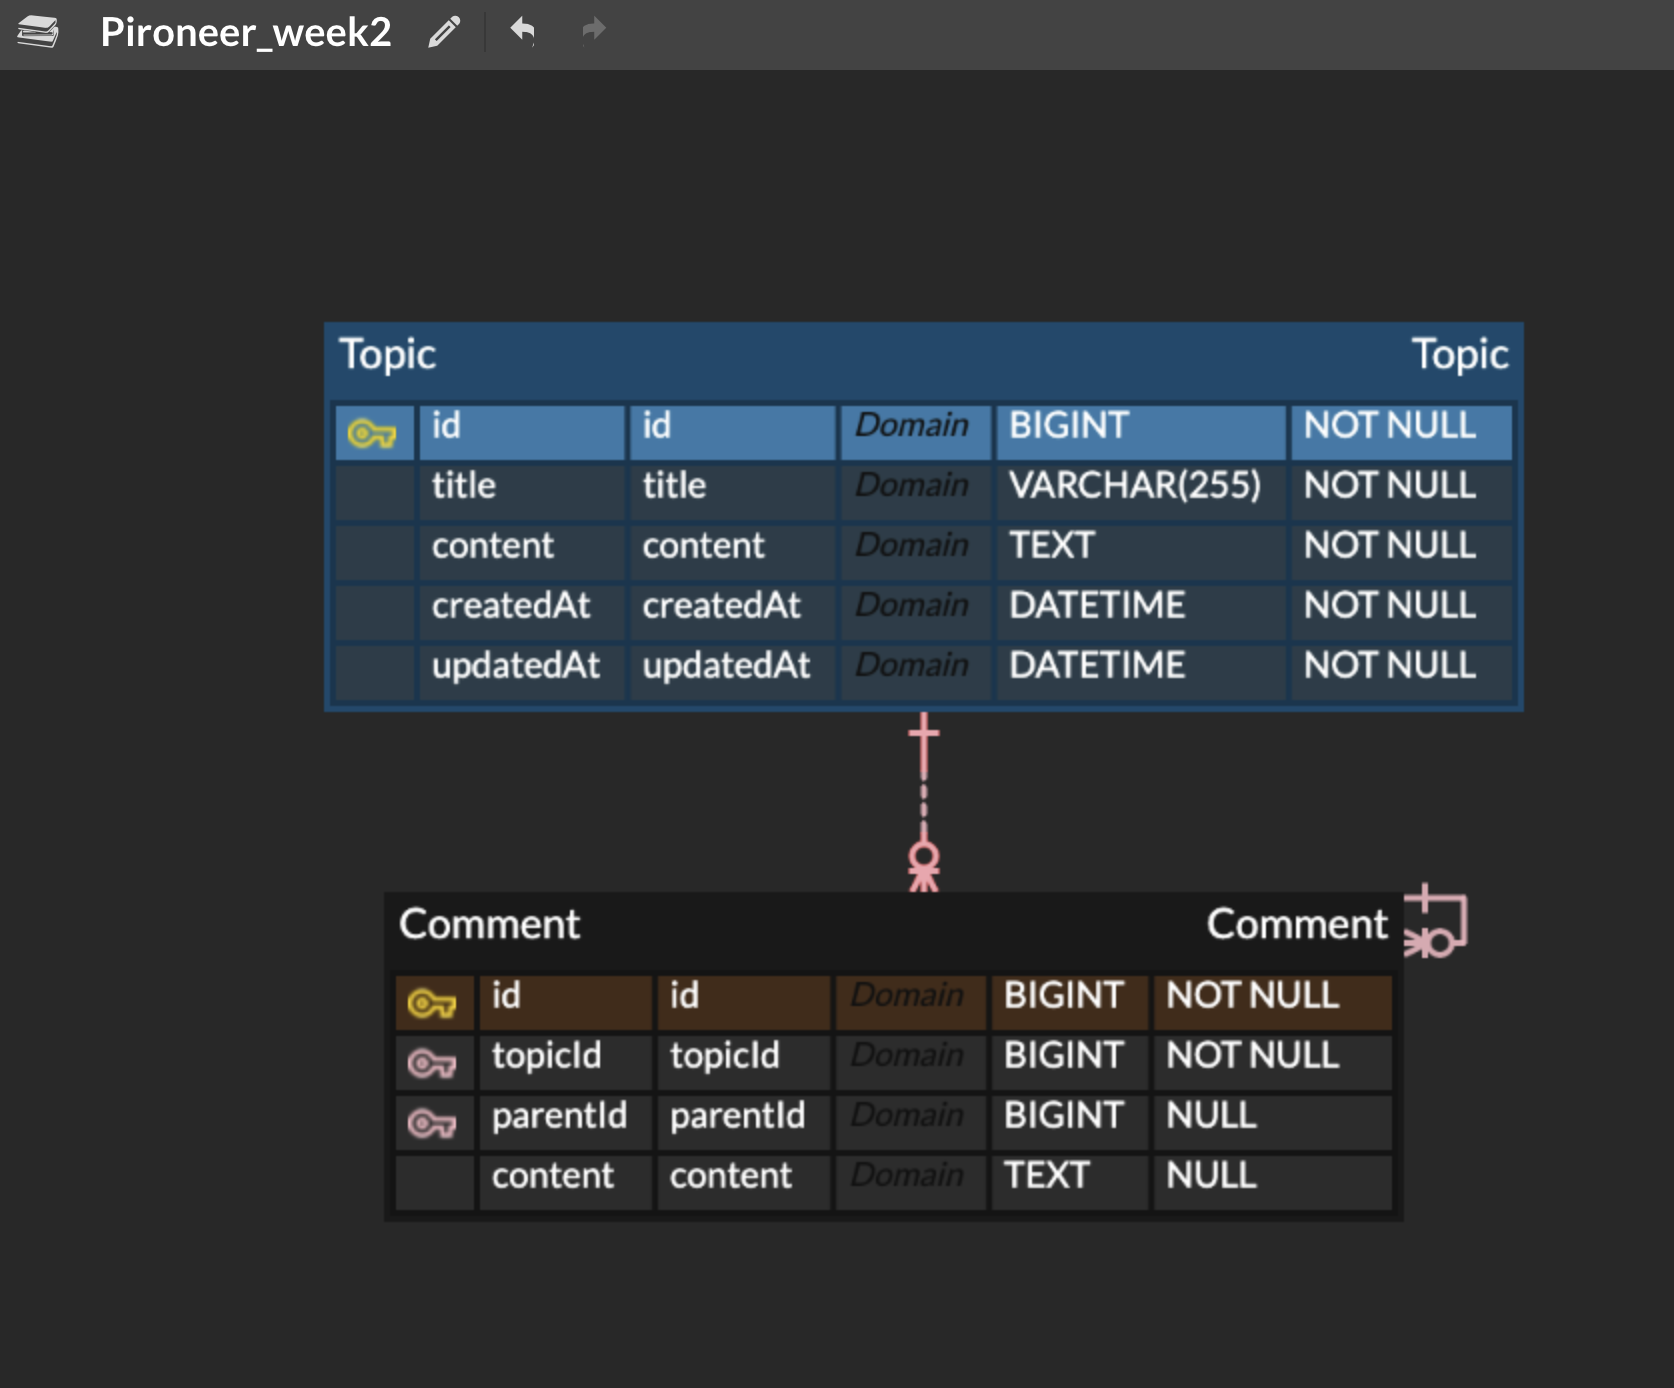 Pironeer_week2
Topic Topic
id id Domain BIGINT NOT NULL
title title Domain VARCHAR(255) NOT NULL
content content Domain TEXT NOT NULL
createdAt createdAt Domain DATETIME NOT NULL
updatedAt updatedAt Domain DATETIME NOT NULL
Comment Comment
id id Domain BIGINT NOT NULL
topicId topicId Domain BIGINT NOT NULL
parentId parentId Domain BIGINT NULL
content content Domain TEXT NULL